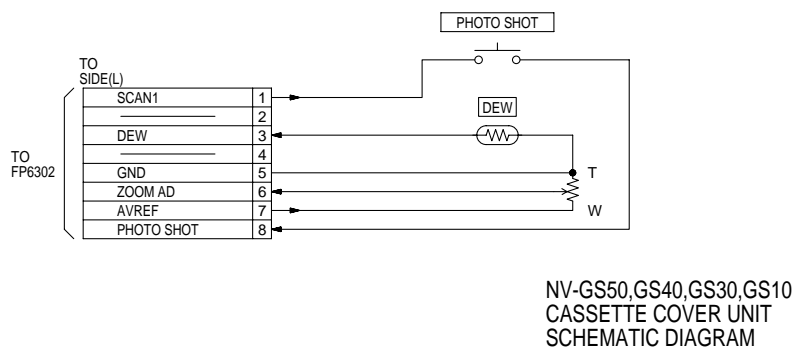 PHOTO SHOT
TO
SIDE(L)
SCAN1 1
2
DEW
DEW 3
4
TO
FP6302
GND 5 T
ZOOM AD 6
AVREF 7 W
PHOTO SHOT 8
NV-GS50,GS40,GS30,GS10
CASSETTE COVER UNIT
SCHEMATIC DIAGRAM